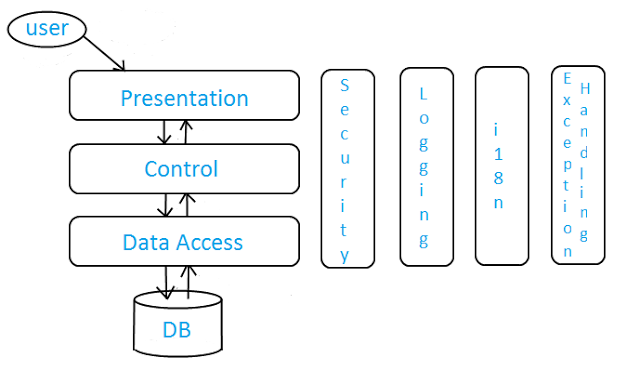 user
Presentation
Control
Data Access
DB
Security
Logging
i18n
Exception
Handling